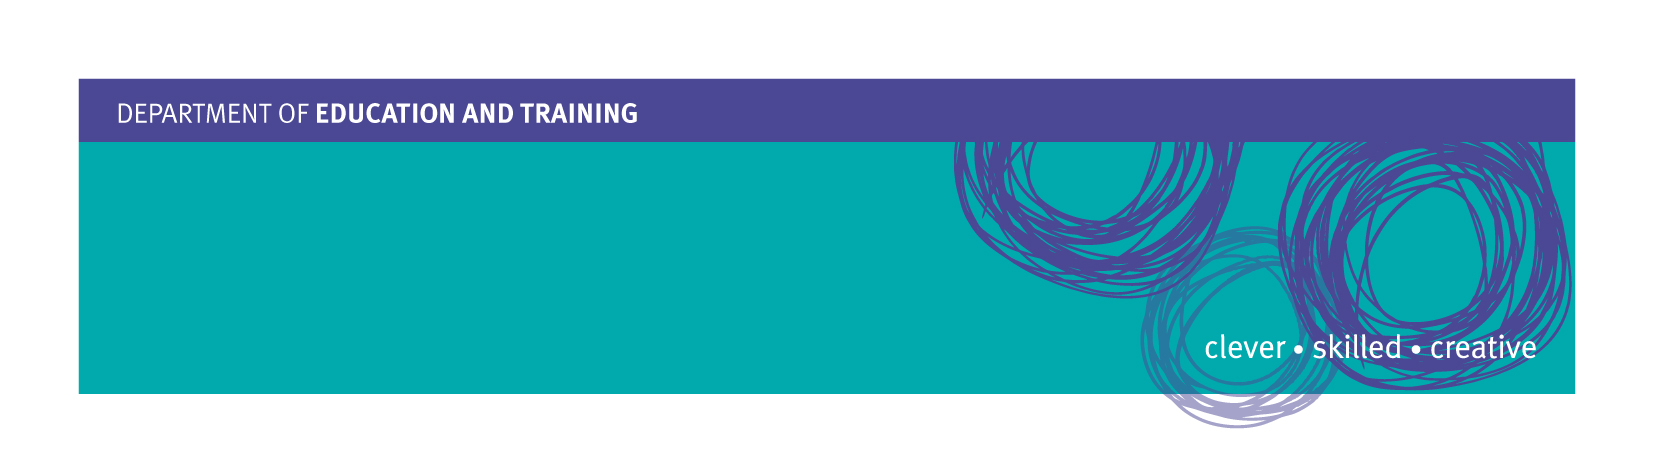 DEPARTMENT OF EDUCATION AND TRAINING
clever • skilled • creative